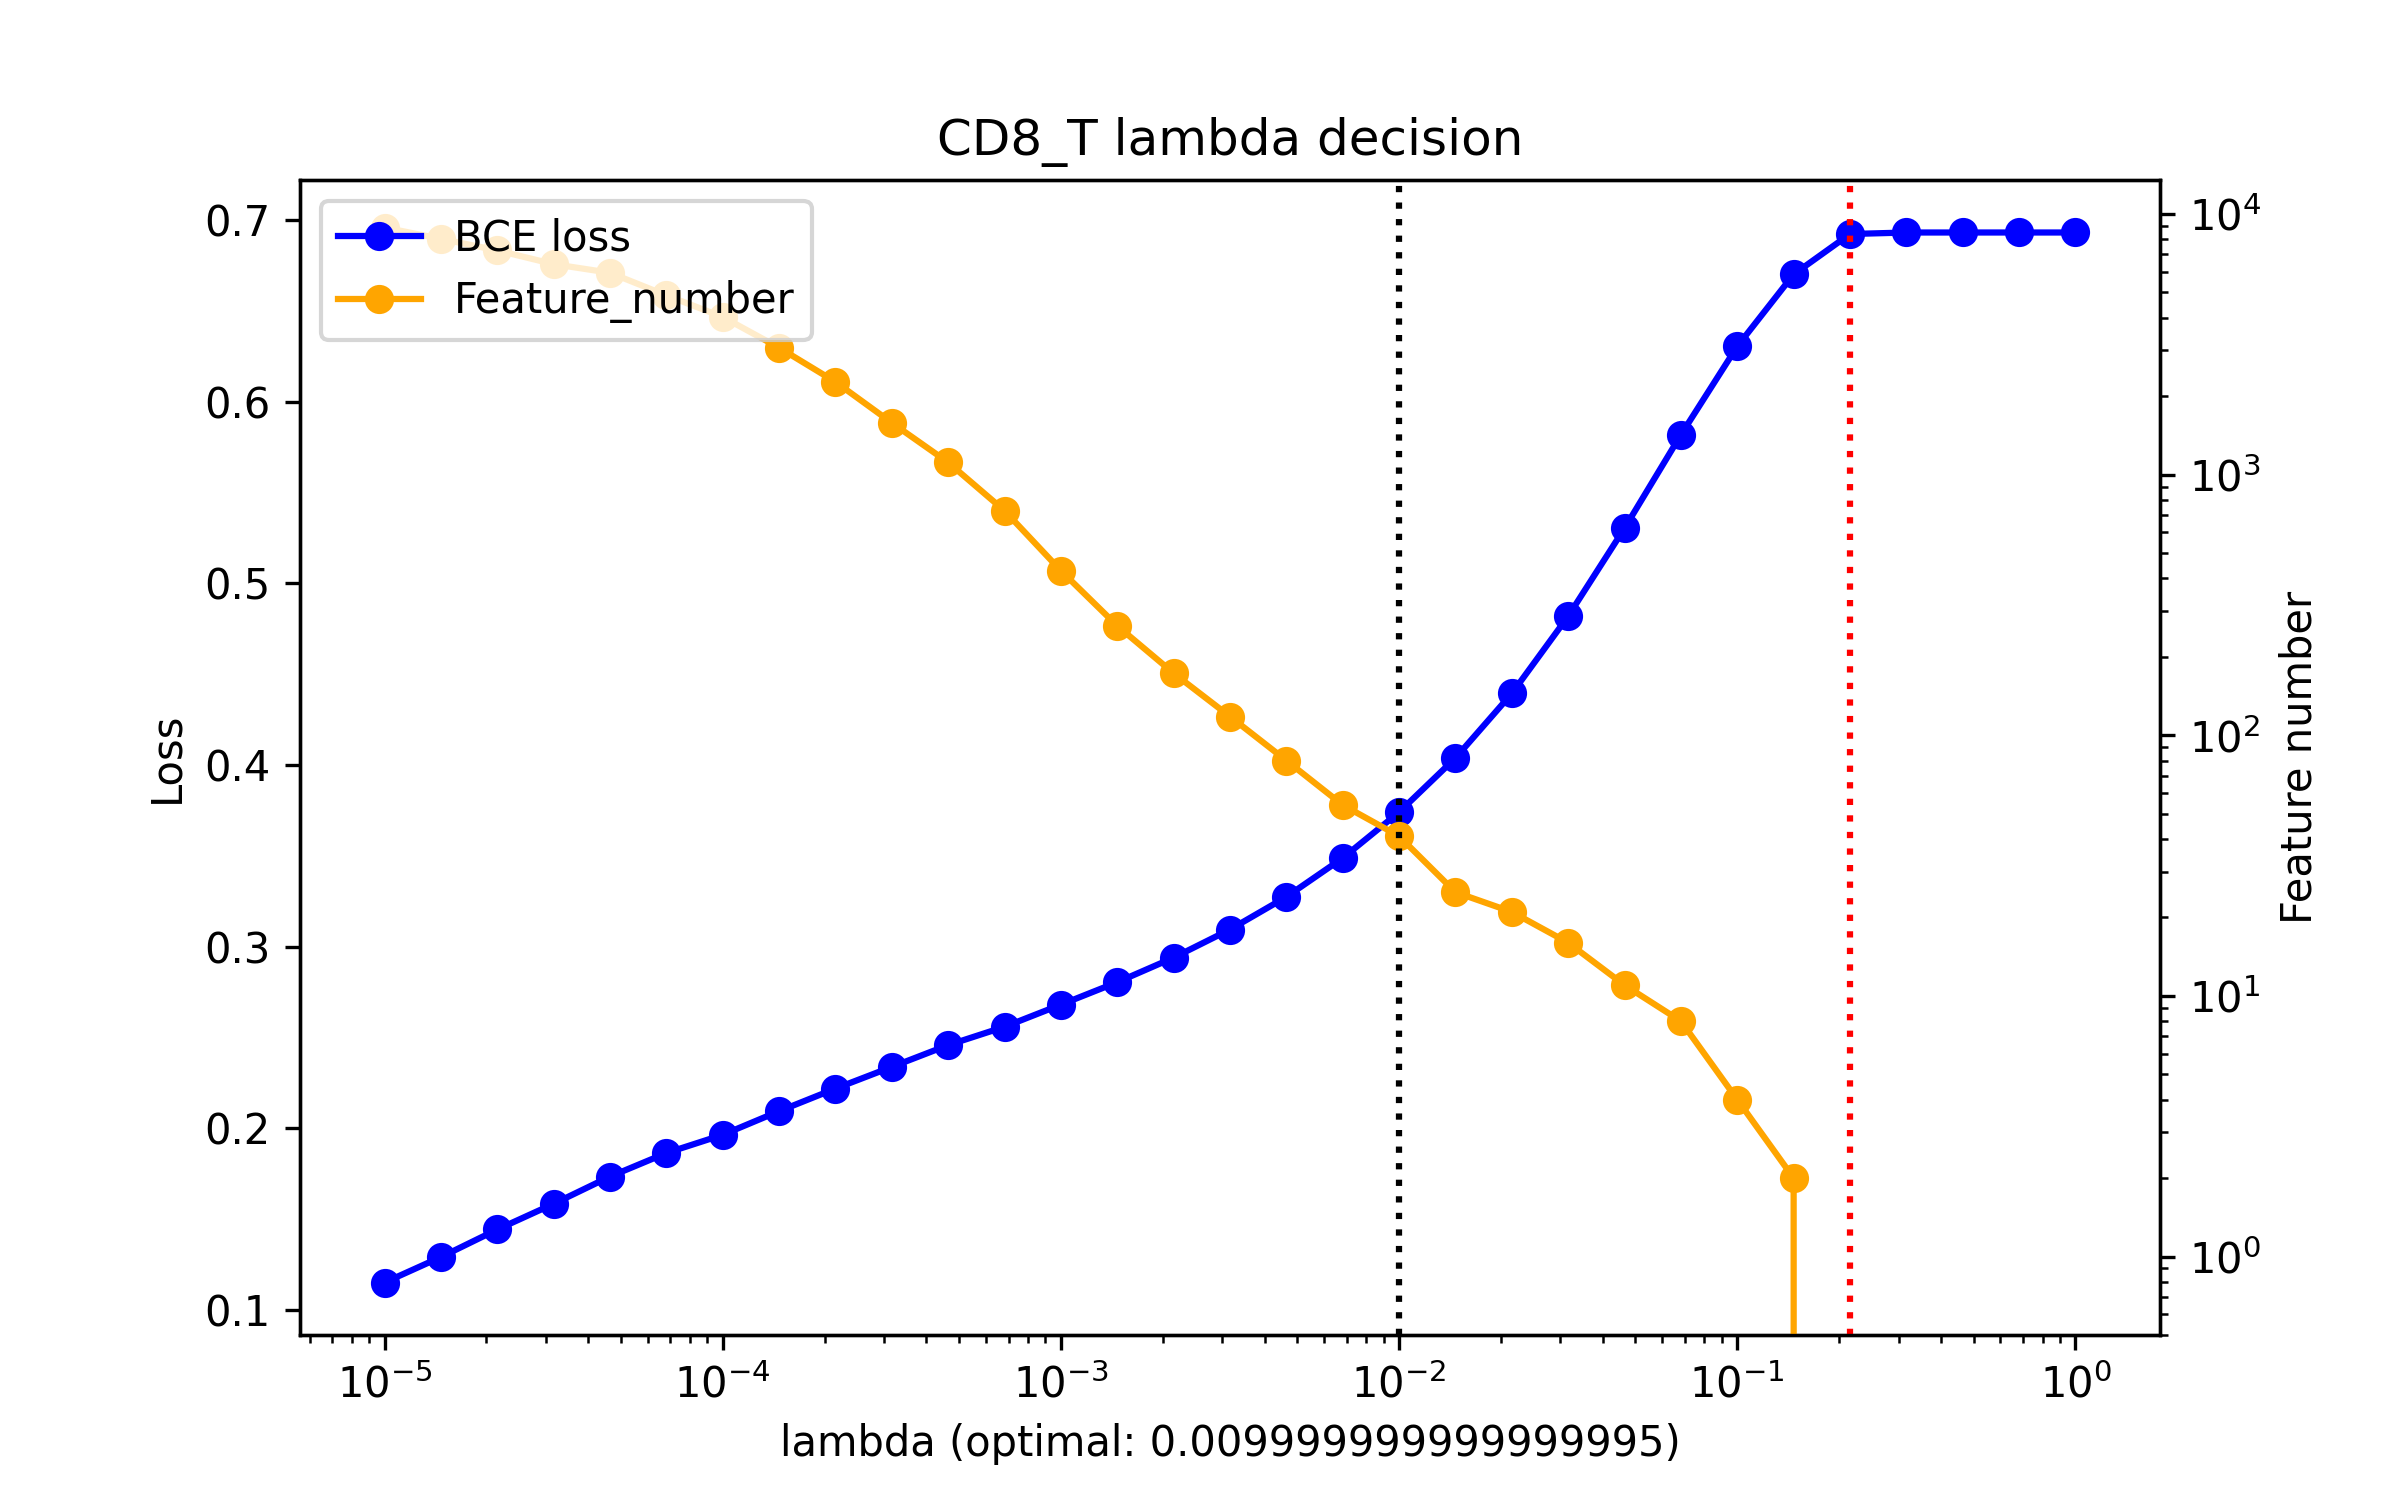 CD8_T lambda decision
BCE loss
Feature_number
0.7
0.6
0.5
0.4
0.3
0.2
0.1
Loss
10⁴
10³
10²
10¹
10⁰
Feature number
10⁻⁵ 10⁻⁴ 10⁻³ 10⁻² 10⁻¹ 10⁰
lambda (optimal: 0.009999999999999995)